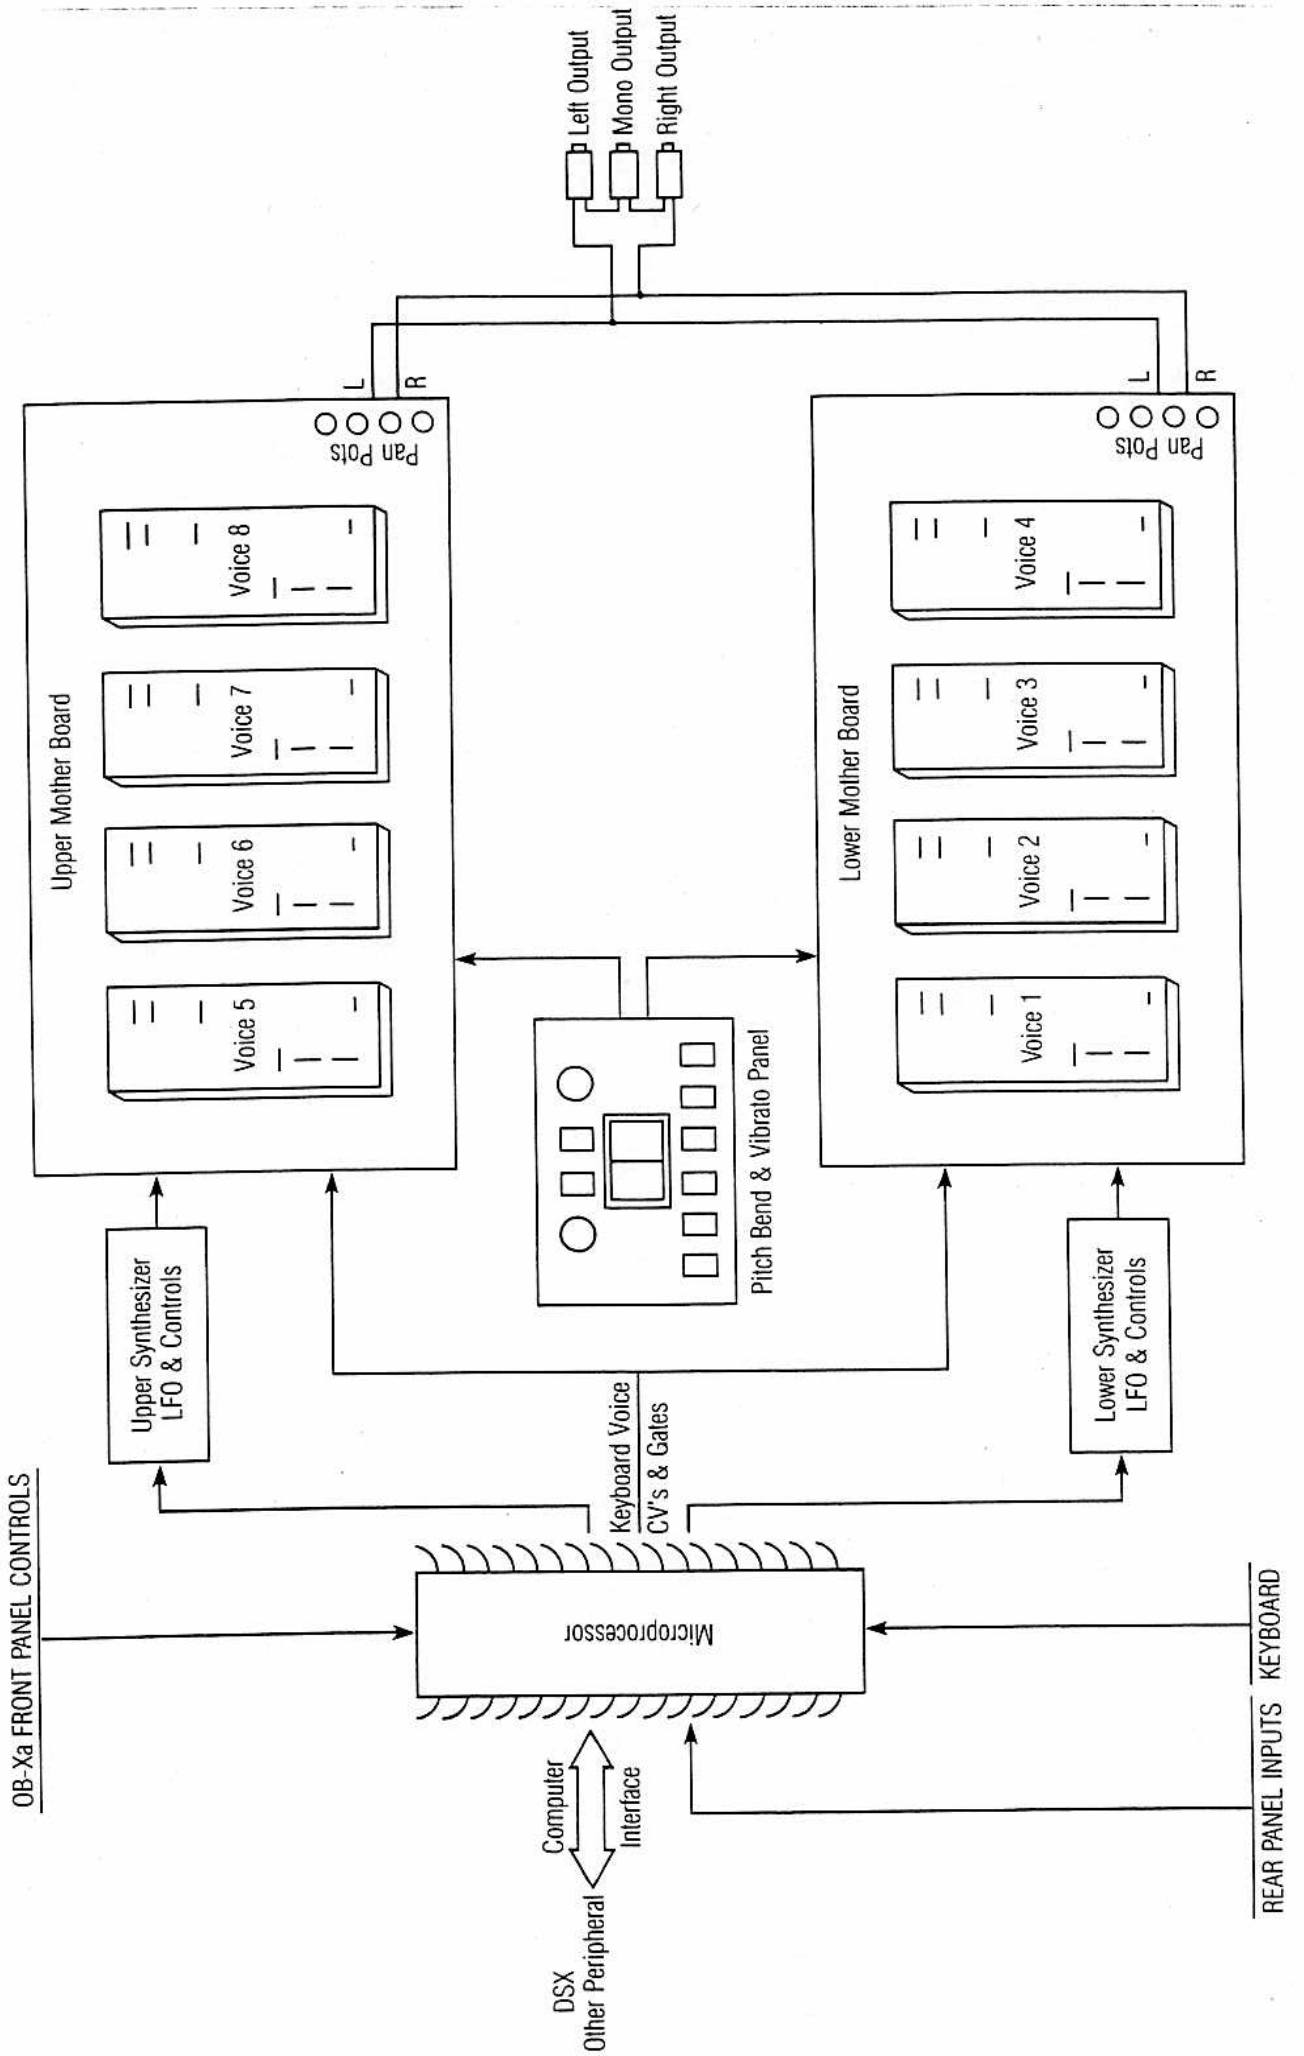 OB-Xa FRONT PANEL CONTROLS
Upper Synthesizer
LFO & Controls
Upper Mother Board
Voice 5
Voice 6
Voice 7
Voice 8
Pan Pots
L
R
DSX
Other Peripheral
Computer
Interface
Microprocessor
Keyboard Voice
CV's & Gates
Pitch Bend & Vibrato Panel
Left Output
Mono Output
Right Output
Lower Synthesizer
LFO & Controls
Lower Mother Board
Voice 1
Voice 2
Voice 3
Voice 4
Pan Pots
L
R
REAR PANEL INPUTS
KEYBOARD